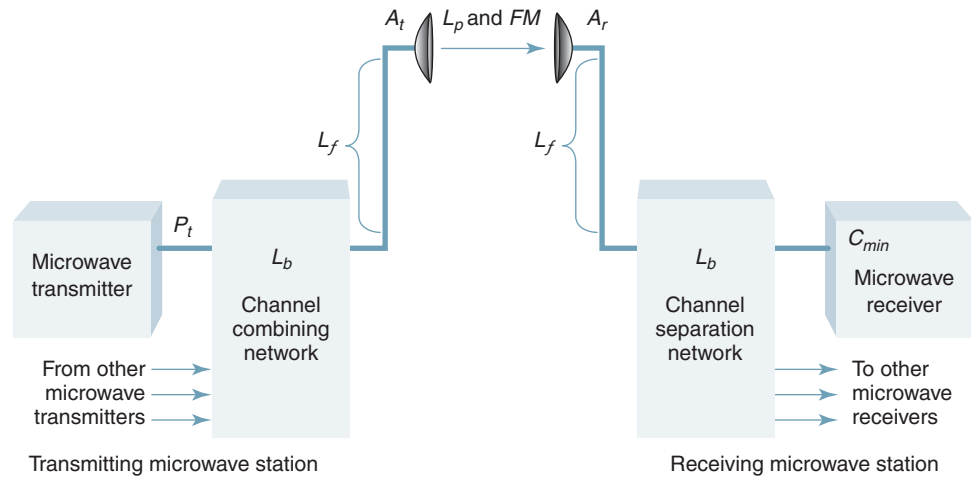 A_t
L_p and FM
A_r
L_f
L_f
P_t
Microwave
transmitter
L_b
Channel
combining
network
From other
microwave
transmitters
L_b
Channel
separation
network
C_min
Microwave
receiver
To other
microwave
receivers
Transmitting microwave station
Receiving microwave station